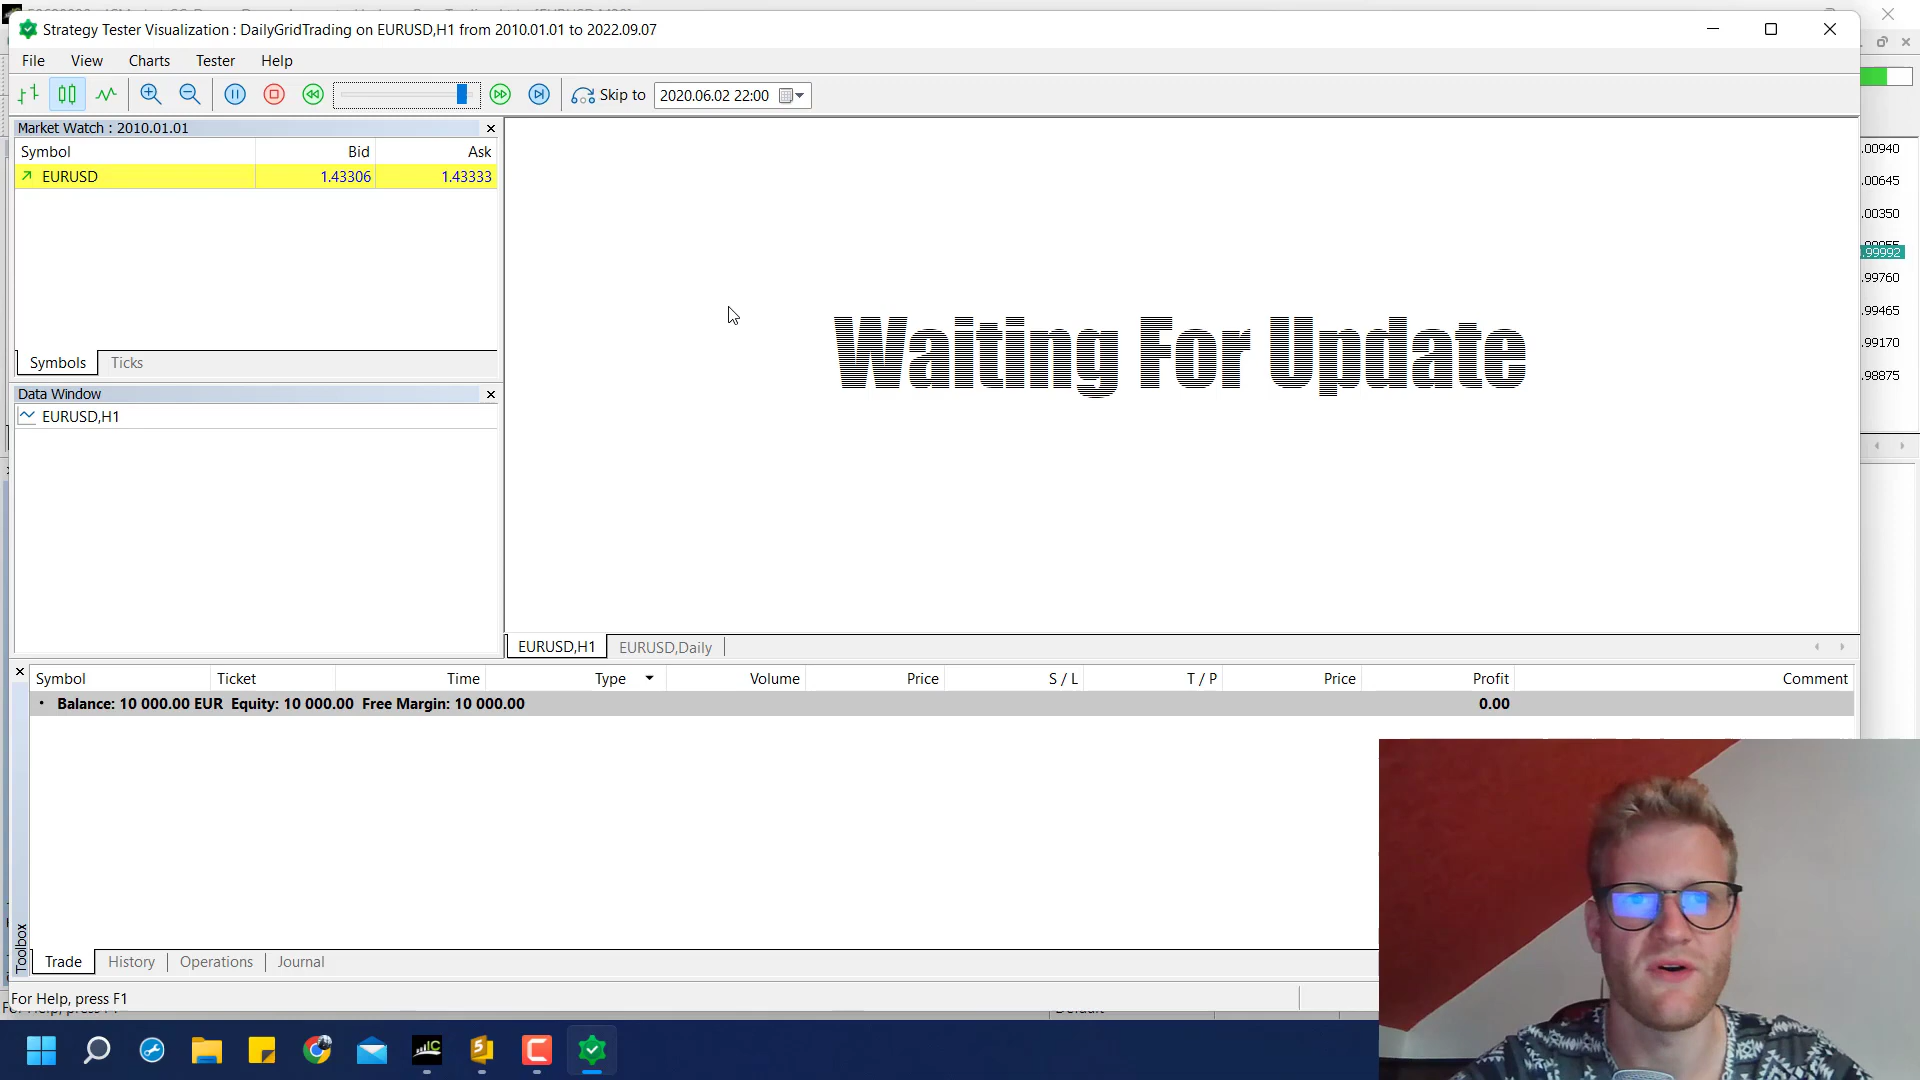 Strategy Tester Visualization : DailyGridTrading on EURUSD,H1 from 2010.01.01 to 2022.09.07
File View Charts Tester Help
Skip to 2020.06.02 22:00
Market Watch : 2010.01.01
Symbol Bid Ask
EURUSD 1.43306 1.43333
Symbols Ticks
Data Window
EURUSD,H1
Waiting For Update
.00940
.00645
.00350
.99992
.99760
.99465
.99170
.98875
EURUSD,H1 EURUSD,Daily
Symbol Ticket Time Type Volume Price S / L T / P Price Profit Comment
Balance: 10 000.00 EUR Equity: 10 000.00 Free Margin: 10 000.00 0.00
Toolbox
Trade History Operations Journal
For Help, press F1